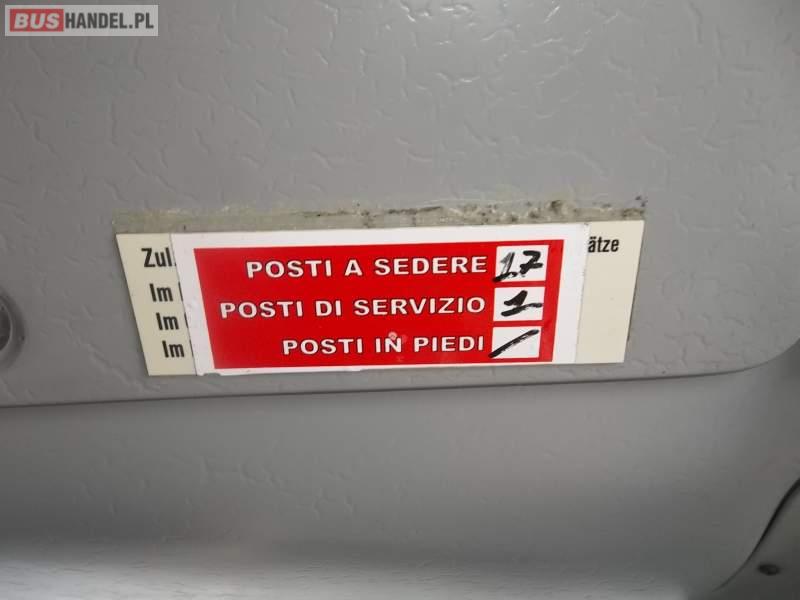 BUSHANDEL.PL
Zul ätze
Im
Im
Im
POSTI A SEDERE 17
POSTI DI SERVIZIO 1
POSTI IN PIEDI /